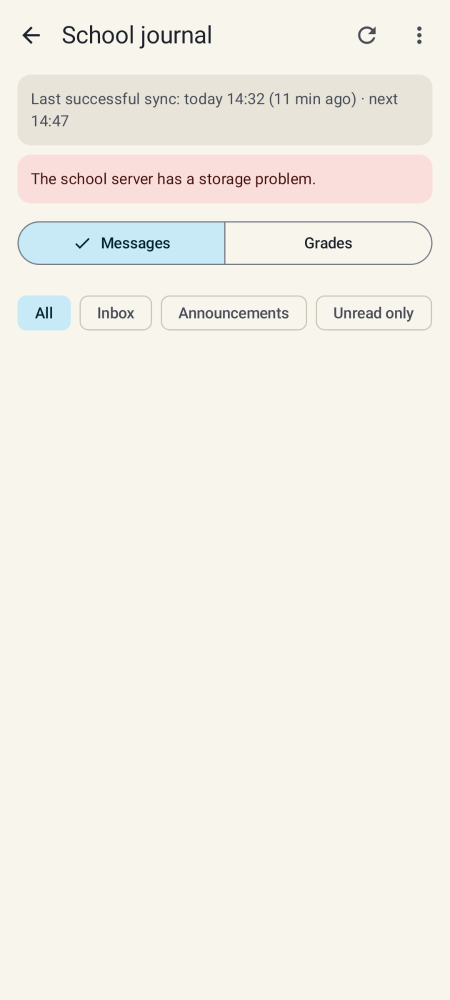 School journal
Last successful sync: today 14:32 (11 min ago) · next
14:47
The school server has a storage problem.
Messages
Grades
All
Inbox
Announcements
Unread only